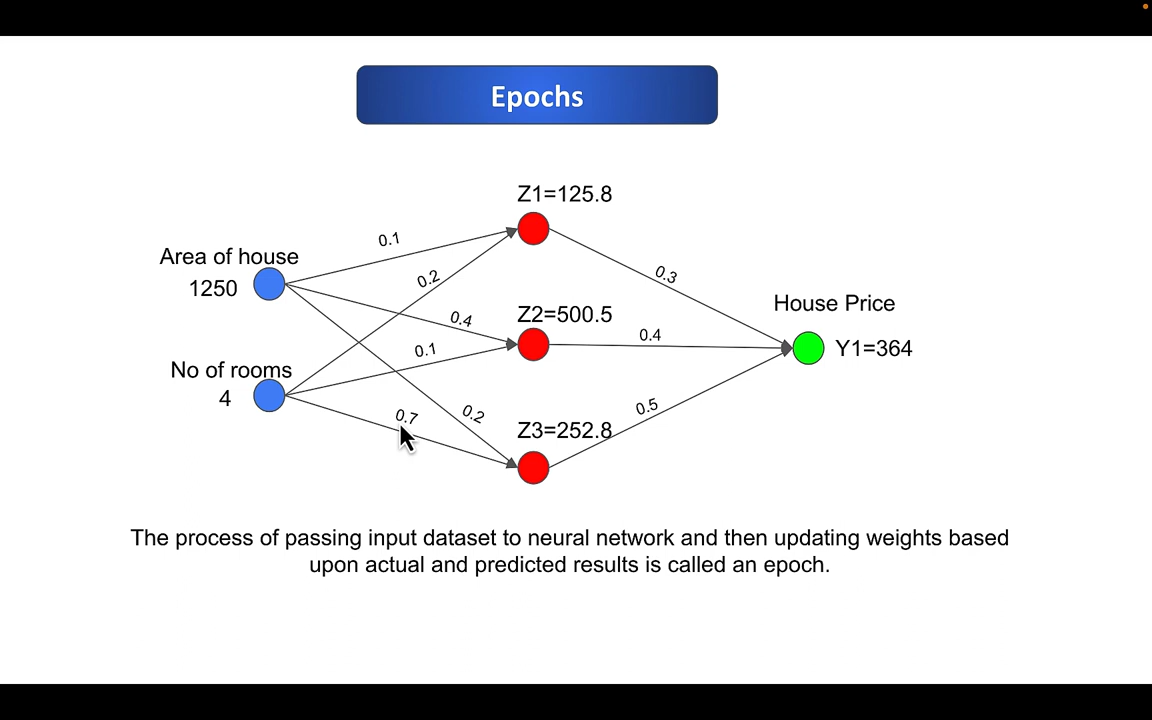 Epochs
Z1=125.8
0.1
Area of house
0.2
1250
0.3
House Price
Z2=500.5
0.4
0.4
Y1=364
0.1
No of rooms
4
0.7
0.2
0.5
Z3=252.8
The process of passing input dataset to neural network and then updating weights based
upon actual and predicted results is called an epoch.